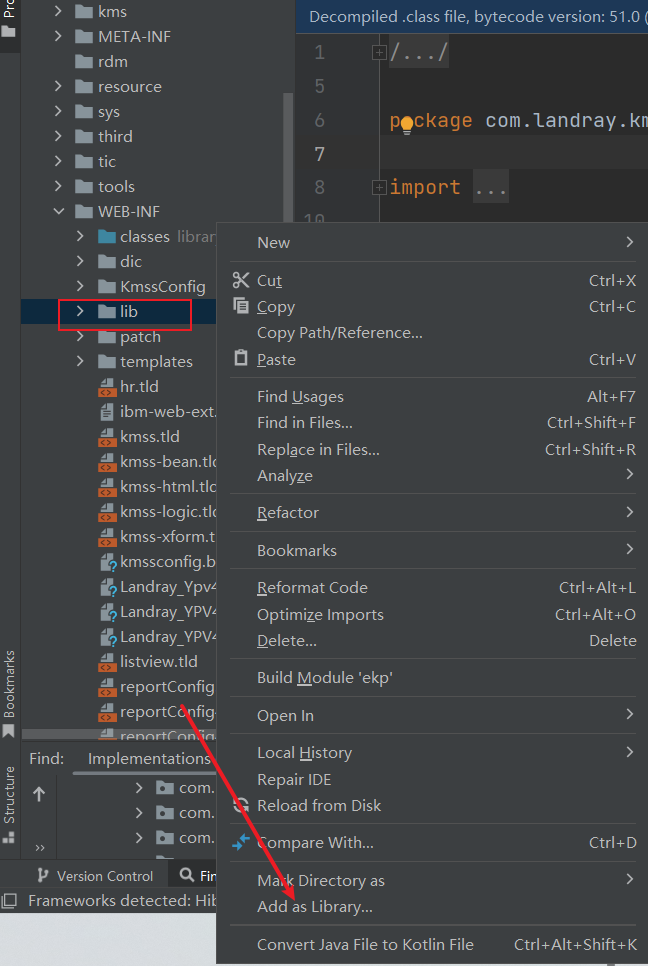 Pro
kms
META-INF
rdm
resource
sys
third
tic
tools
WEB-INF
classes librar
dic
KmssConfig
lib
patch
templates
hr.tld
ibm-web-ext.
kmss.tld
kmss-bean.tld
kmss-html.tld
kmss-logic.tld
kmss-xform.t
kmssconfig.b
Landray_Ypv4
Landray_YPV4
Landray_YPV4
listview.tld
reportConfig
reportConfig-
reportConfig
Decompiled .class file, bytecode version: 51.0 (
1 /.../
5
6 package com.landray.km
7
8 import ...
10
New
Cut Ctrl+X
Copy Ctrl+C
Copy Path/Reference...
Paste Ctrl+V
Find Usages Alt+F7
Find in Files... Ctrl+Shift+F
Replace in Files... Ctrl+Shift+R
Analyze
Refactor
Bookmarks
Reformat Code Ctrl+Alt+L
Optimize Imports Ctrl+Alt+O
Delete... Delete
Build Module 'ekp'
Open In
Local History
Repair IDE
Reload from Disk
Compare With... Ctrl+D
Mark Directory as
Add as Library...
Convert Java File to Kotlin File Ctrl+Alt+Shift+K
Bookmarks
Structure
Find: Implementations
com.
com.
com.
Version Control Fin
Frameworks detected: Hib